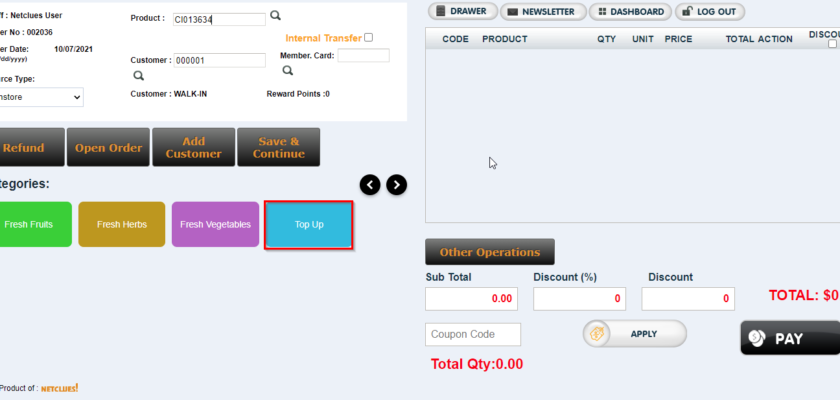 f : Netclues User
er No : 002036
er Date: 10/07/2021
/dd/yyyy)
rce Type:
nstore
Product : CI013634
Internal Transfer
Customer : 000001
Member. Card:
Customer : WALK-IN
Reward Points :0
Refund
Open Order
Add Customer
Save & Continue
tegories:
Fresh Fruits
Fresh Herbs
Fresh Vegetables
Top Up
Product of : NETCLUES!
DRAWER
NEWSLETTER
DASHBOARD
LOG OUT
CODE PRODUCT QTY UNIT PRICE TOTAL ACTION DISCOU
Other Operations
Sub Total Discount (%) Discount
0.00 0 0
TOTAL: $0
Coupon Code
APPLY
PAY
Total Qty:0.00